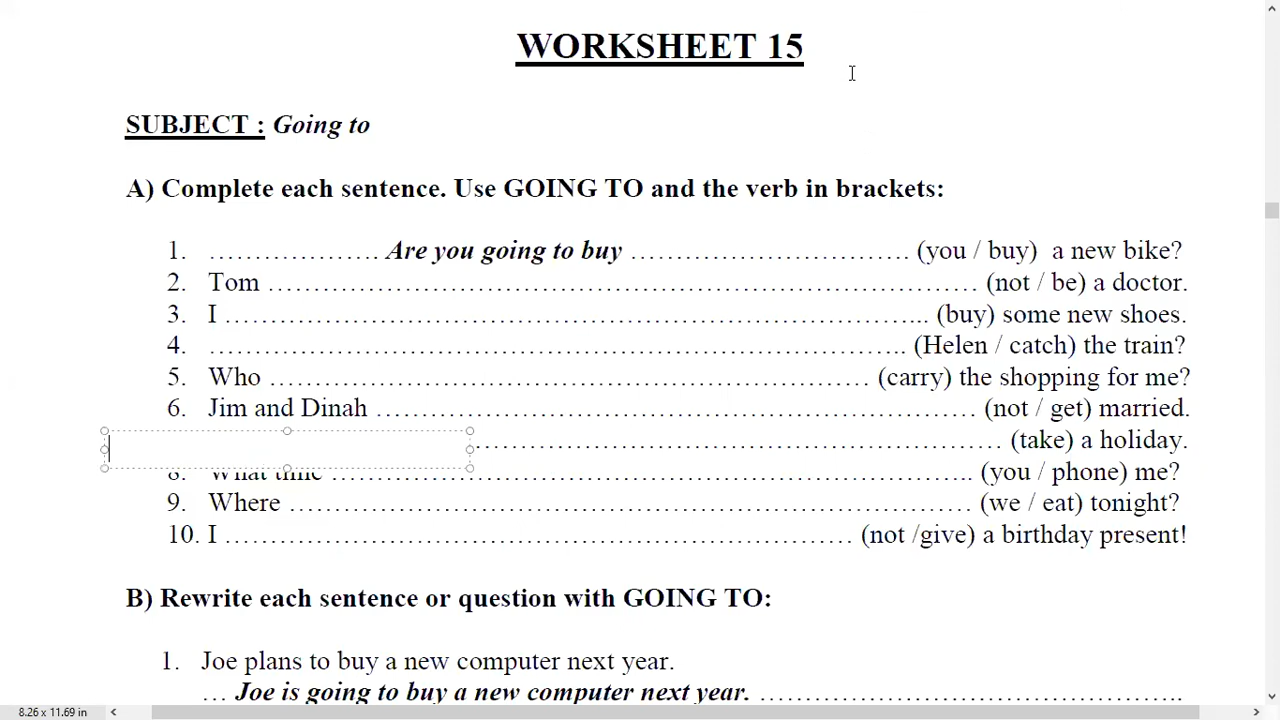 WORKSHEET 15
SUBJECT : Going to
A) Complete each sentence. Use GOING TO and the verb in brackets:
1. ……………….. Are you going to buy …………………………. (you / buy) a new bike?
2. Tom ……………………………………………………………………. (not / be) a doctor.
3. I …………………………………………………………………... (buy) some new shoes.
4. ………………………………………………………………….. (Helen / catch) the train?
5. Who …………………………………………………………. (carry) the shopping for me?
6. Jim and Dinah …………………………………………………………. (not / get) married.
…………………………………………………. (take) a holiday.
8. What time …………………………………………………………….. (you / phone) me?
9. Where …………………………………………………………………. (we / eat) tonight?
10. I ……………………………………………………………. (not /give) a birthday present!
B) Rewrite each sentence or question with GOING TO:
1. Joe plans to buy a new computer next year.
… Joe is going to buy a new computer next year. ………………………………………..
8.26 x 11.69 in